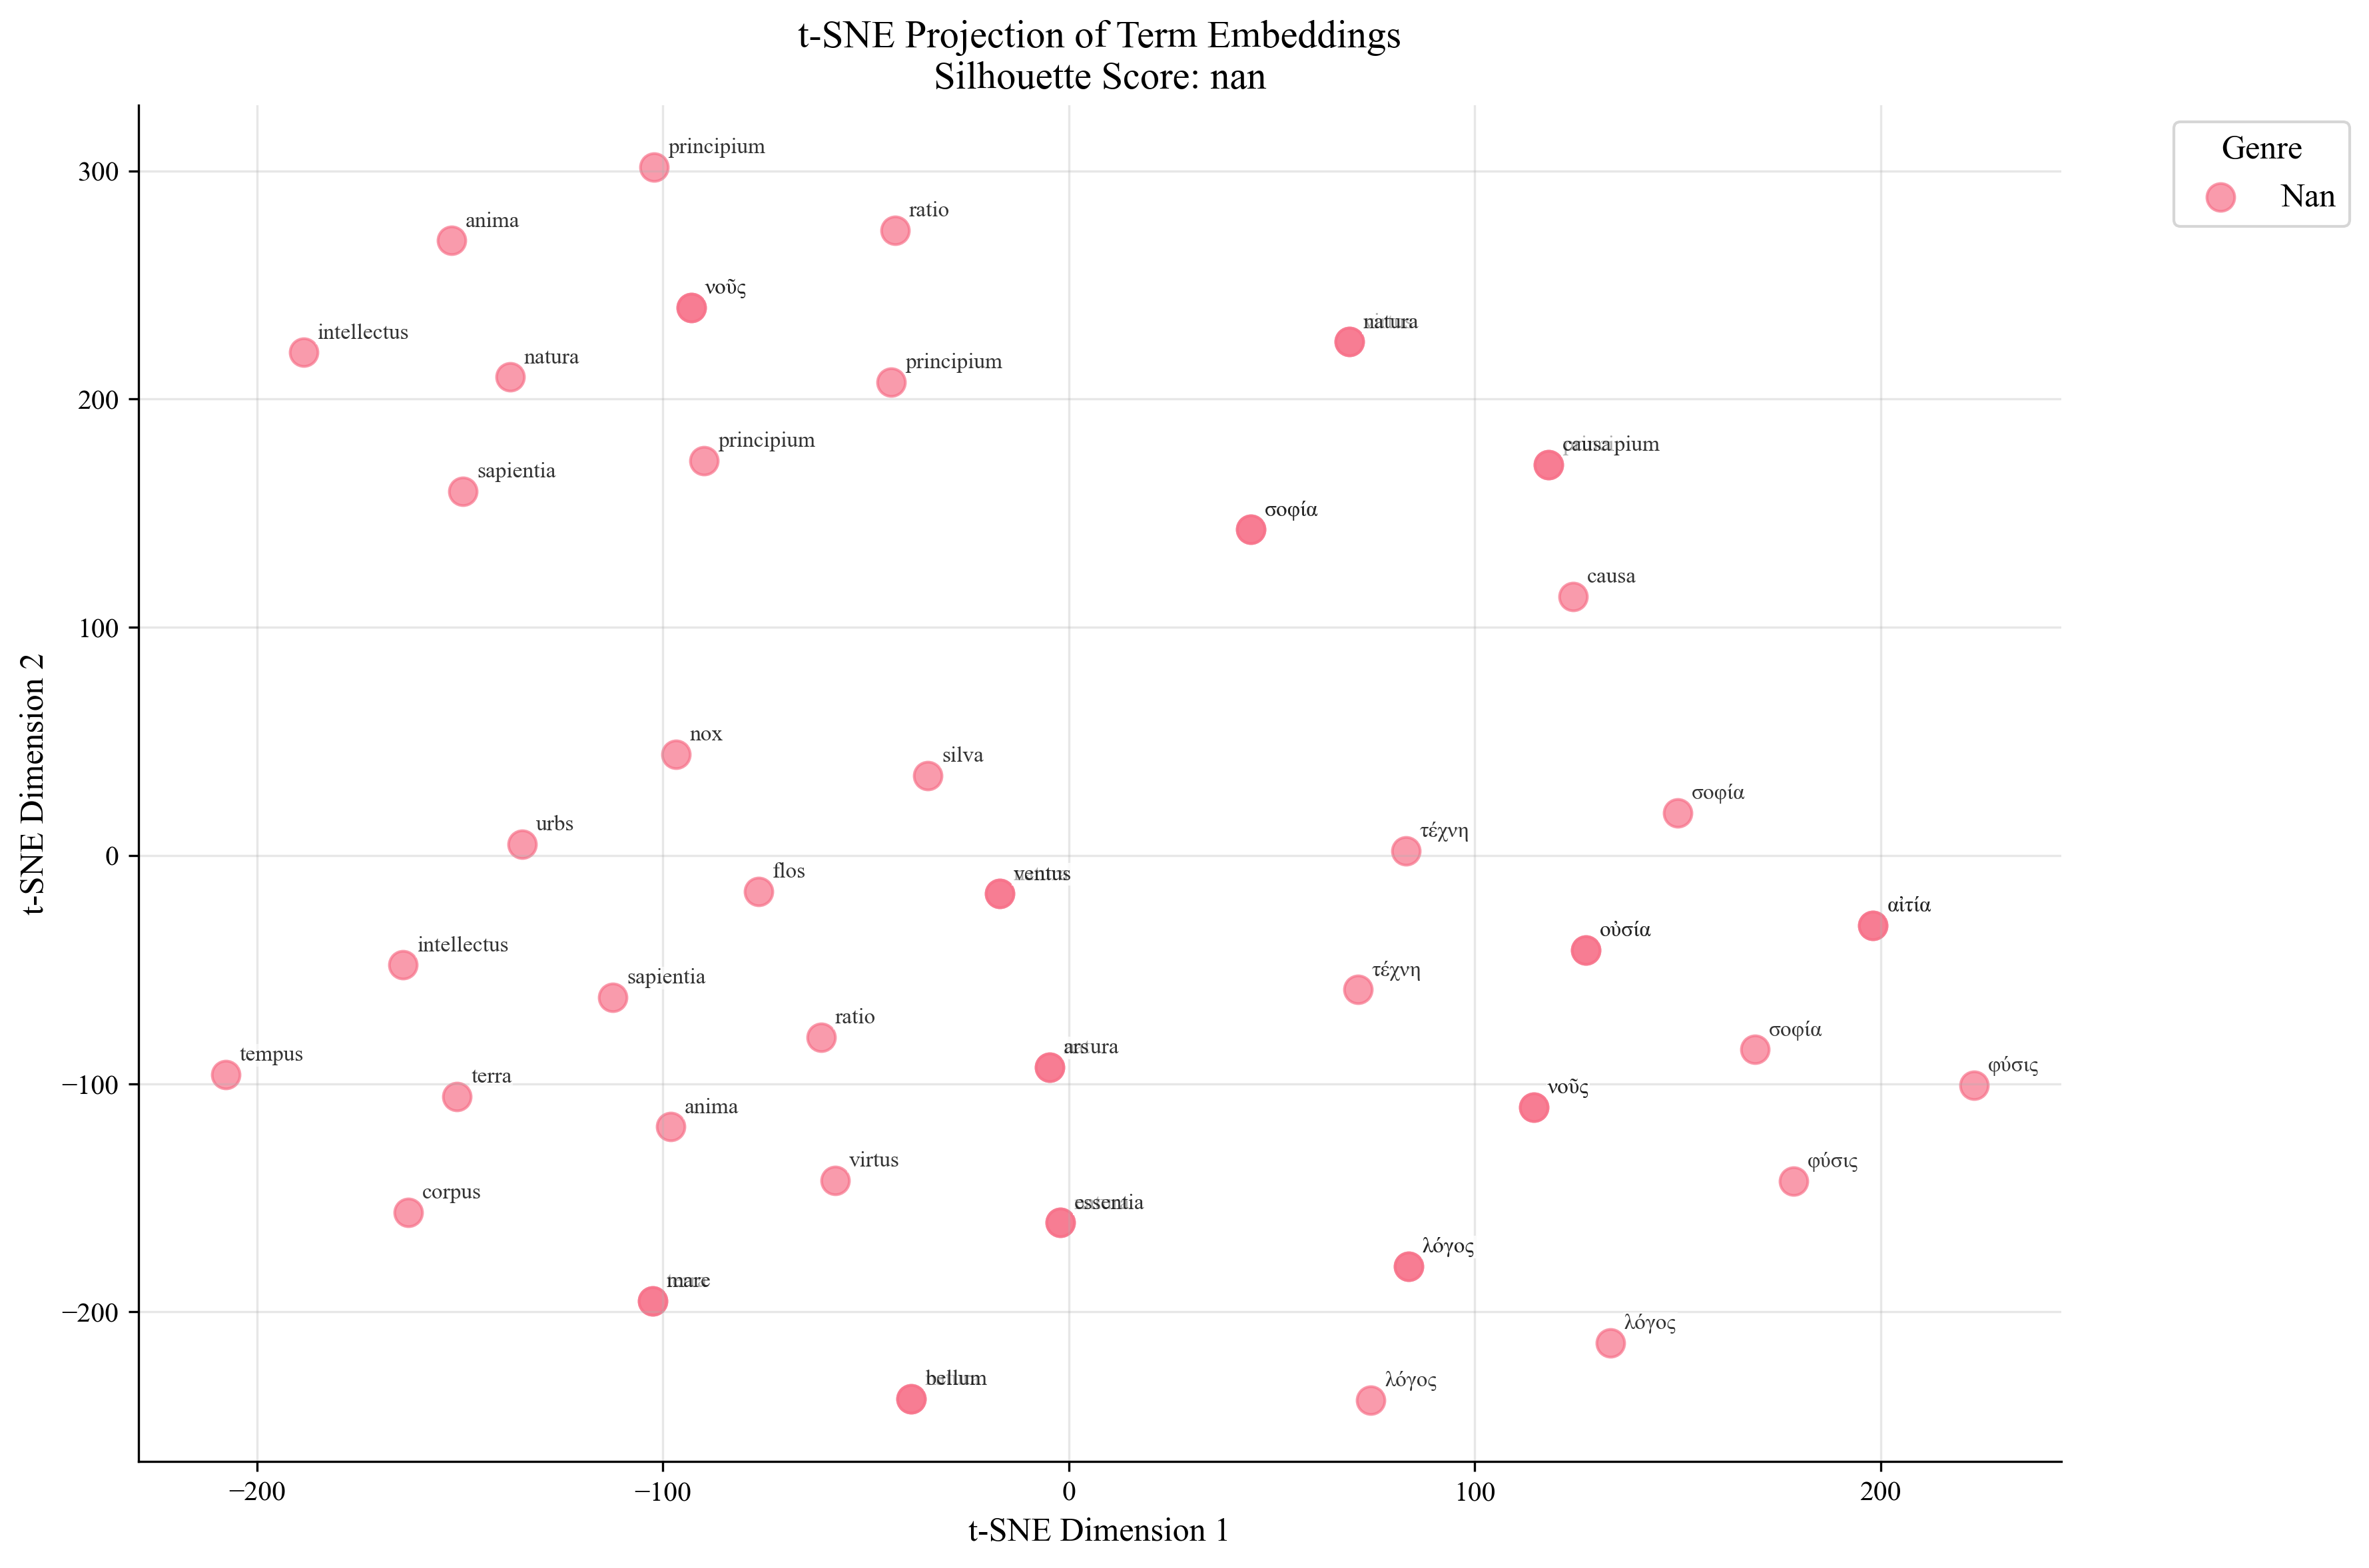 t-SNE Projection of Term Embeddings
Silhouette Score: nan
Genre
Nan
principium
anima
ratio
νοῦς
intellectus
natura
natura
principium
principium
causa
sapientia
σοφία
causa
nox
silva
σοφία
urbs
τέχνη
flos
ventus
αἰτία
οὐσία
intellectus
sapientia
τέχνη
ratio
σοφία
tempus
ars
terra
φύσις
νοῦς
anima
virtus
φύσις
corpus
essentia
λόγος
mare
λόγος
bellum
λόγος
300
200
100
0
−100
−200
−200
−100
0
100
200
t-SNE Dimension 1
t-SNE Dimension 2